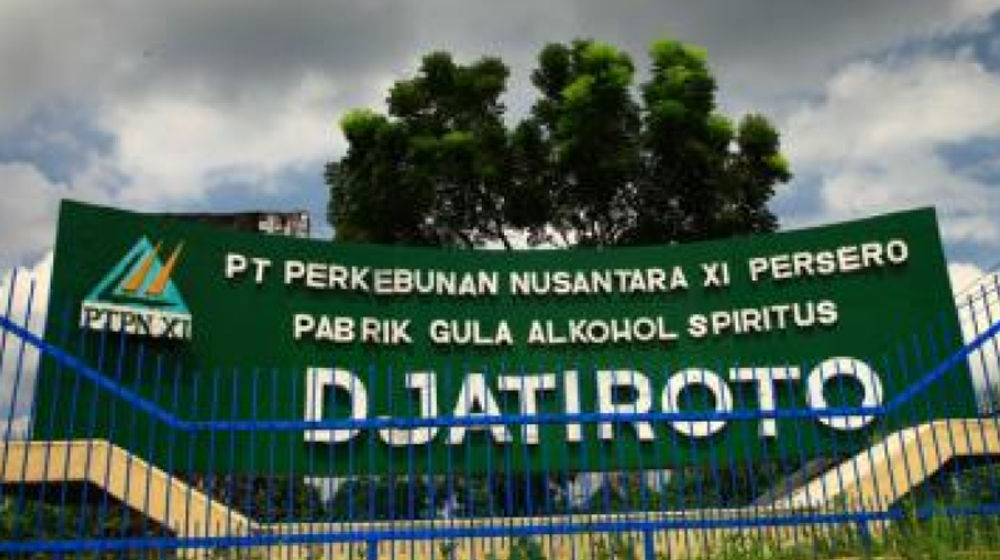 PTPN XI
PT PERKEBUNAN NUSANTARA XI PERSERO
PABRIK GULA ALKOHOL SPIRITUS
DJATIROTO